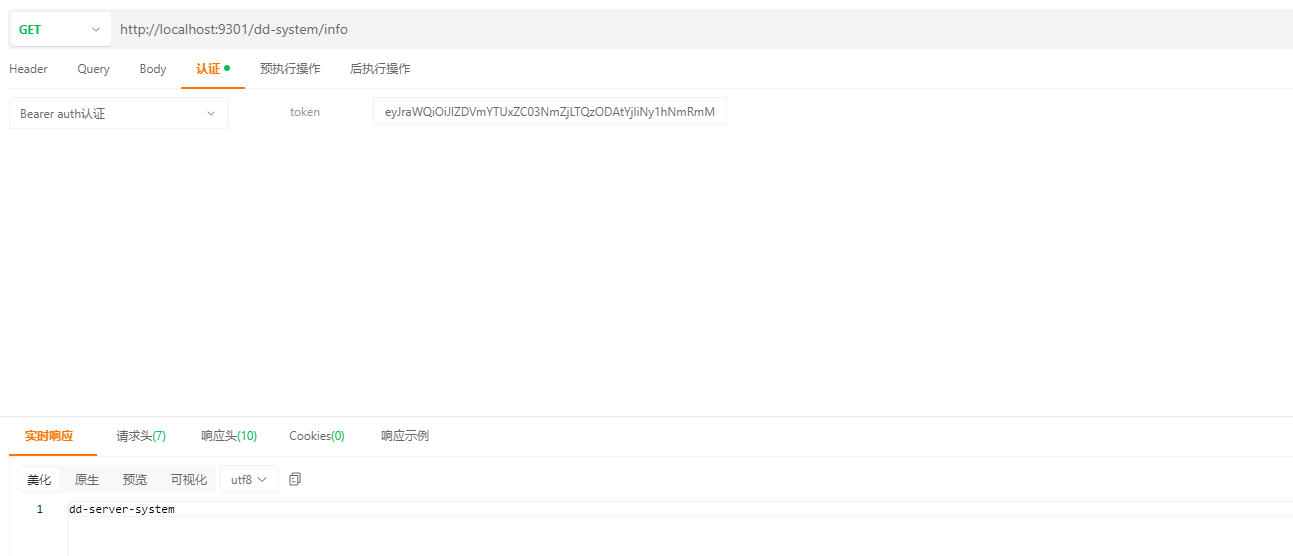 GET http://localhost:9301/dd-system/info
Header Query Body 认证 预执行操作 后执行操作
Bearer auth认证 token eyJraWQiOiJlZDVmYTUxZC03NmZjLTQzODAtYjliNy1hNmRmM
实时响应 请求头(7) 响应头(10) Cookies(0) 响应示例
美化 原生 预览 可视化 utf8
1 dd-server-system